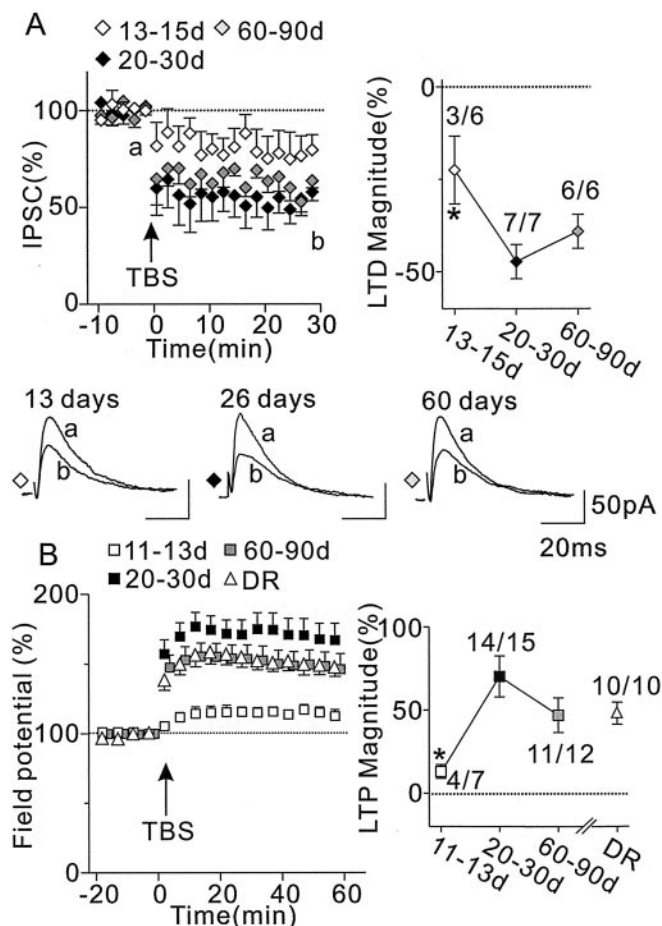 A
13-15d 60-90d
20-30d
IPSC(%)
100
50
0
a
b
TBS
-10 0 10 20 30
Time(min)
LTD Magnitude(%)
0
-50
3/6
*
7/7
6/6
13-15d
20-30d
60-90d
13 days
a
b
26 days
a
b
60 days
a
b
50pA
20ms
B
11-13d 60-90d
20-30d DR
Field potential (%)
200
100
0
TBS
-20 0 20 40 60
Time(min)
LTP Magnitude(%)
100
50
0
*
4/7
14/15
11/12
10/10
11-13d
20-30d
60-90d
DR